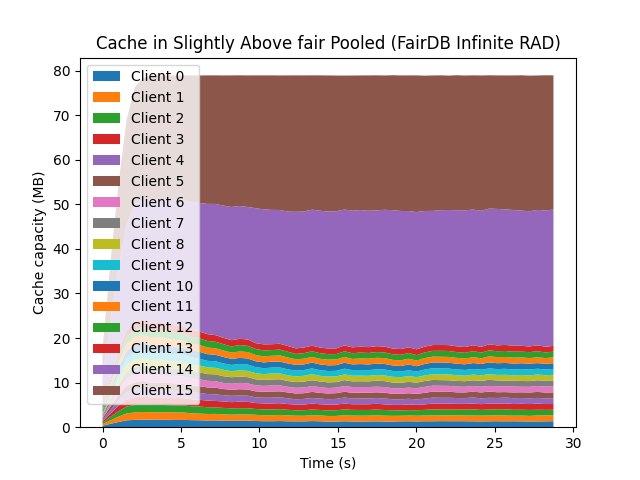 Cache in Slightly Above fair Pooled (FairDB Infinite RAD)
Cache capacity (MB)
80
70
60
50
40
30
20
10
0
Client 0
Client 1
Client 2
Client 3
Client 4
Client 5
Client 6
Client 7
Client 8
Client 9
Client 10
Client 11
Client 12
Client 13
Client 14
Client 15
0 5 10 15 20 25 30
Time (s)